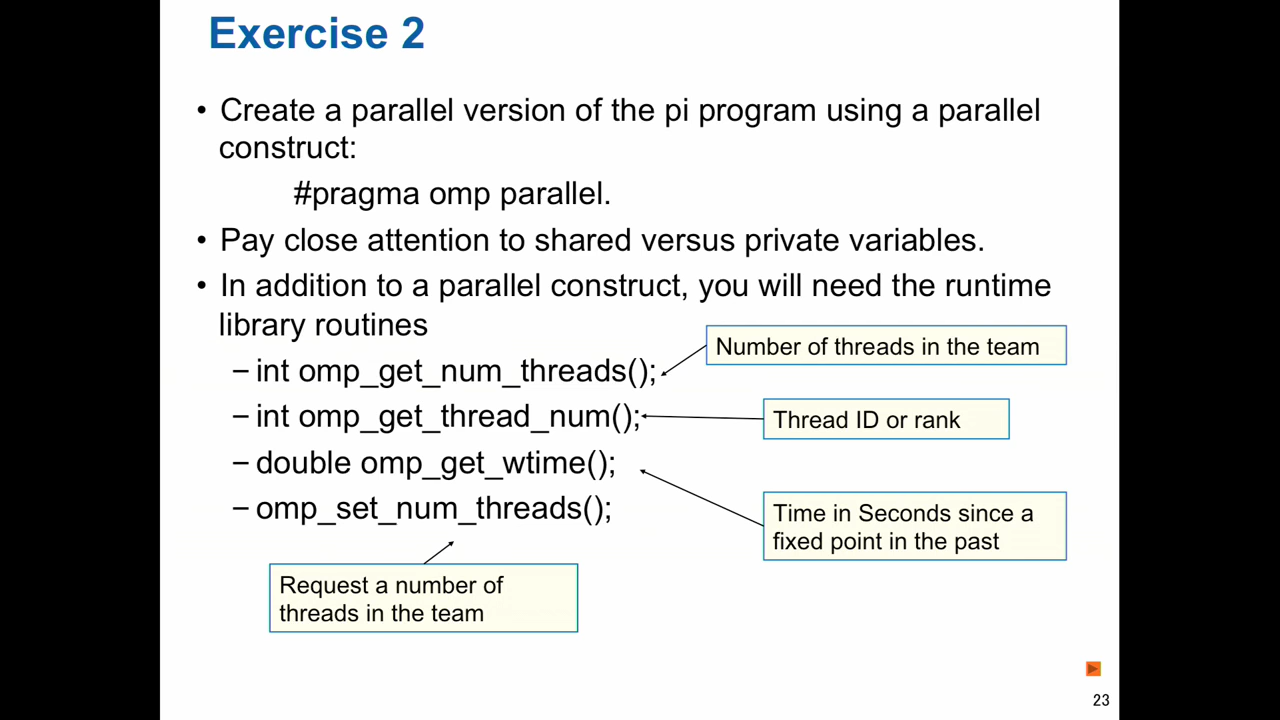 Exercise 2
• Create a parallel version of the pi program using a parallel
construct:
#pragma omp parallel.
• Pay close attention to shared versus private variables.
• In addition to a parallel construct, you will need the runtime
library routines
Number of threads in the team
– int omp_get_num_threads();
– int omp_get_thread_num();
Thread ID or rank
– double omp_get_wtime();
– omp_set_num_threads();
Time in Seconds since a
fixed point in the past
Request a number of
threads in the team
23